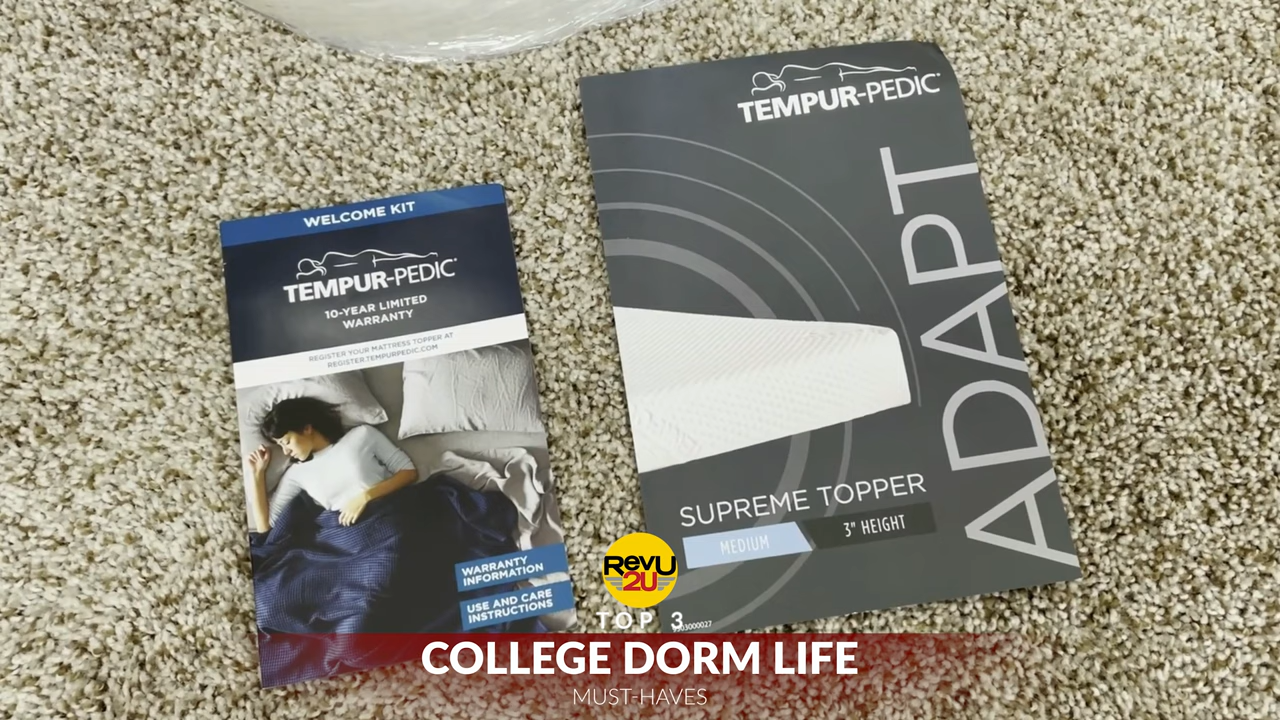 WELCOME KIT
TEMPUR-PEDIC
10-YEAR LIMITED
WARRANTY
REGISTER YOUR MATTRESS TOPPER AT
REGISTER.TEMPURPEDIC.COM
WARRANTY
INFORMATION
USE AND CARE
INSTRUCTIONS
TEMPUR-PEDIC
ADAPT
SUPREME TOPPER
MEDIUM
3" HEIGHT
RevU
2U
TOP 3
COLLEGE DORM LIFE
MUST-HAVES